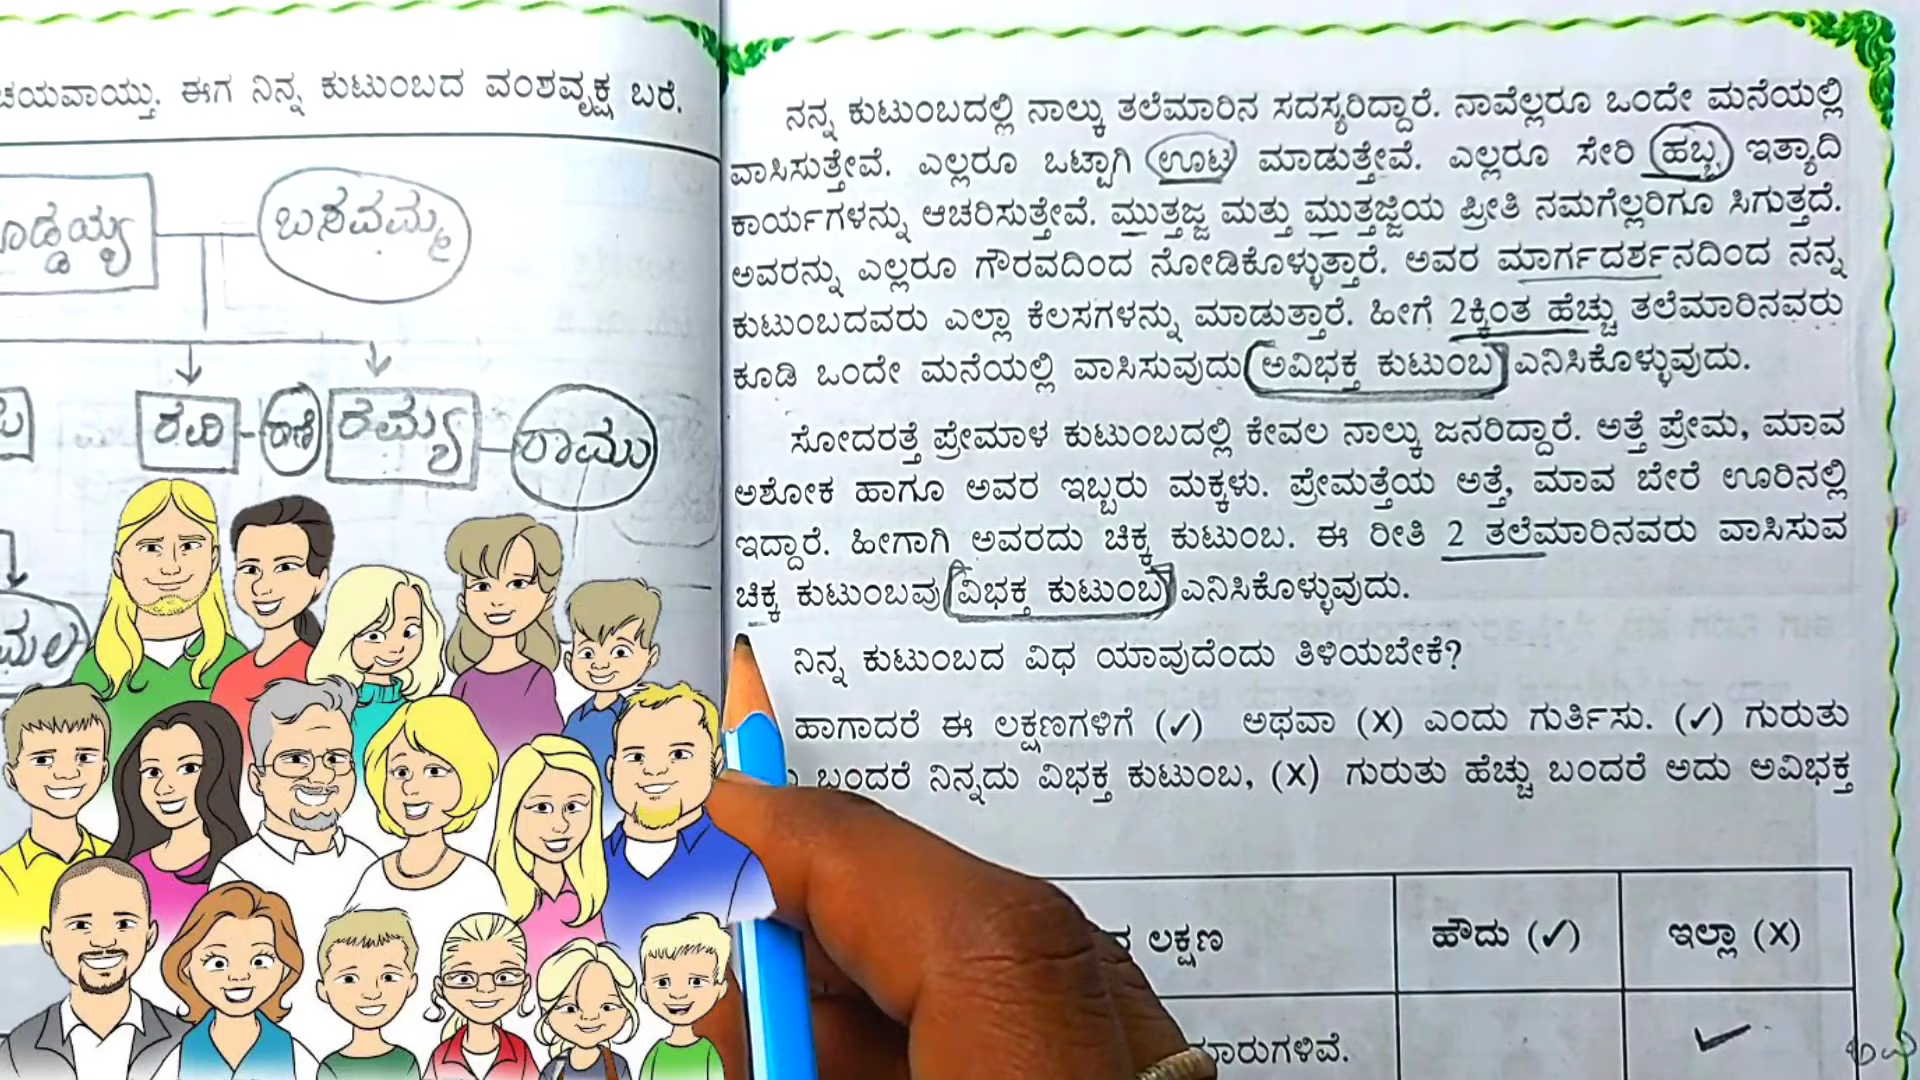 ಈಗ ನಿನ್ನ ಕುಟುಂಬದ ವಂಶವೃಕ್ಷ ಬರೆ.
ಬಸವಮ್ಮ
ರವಿ ರಾಣಿ ರಮ್ಯ ರಾಮು
ನನ್ನ ಕುಟುಂಬದಲ್ಲಿ ನಾಲ್ಕು ತಲೆಮಾರಿನ ಸದಸ್ಯರಿದ್ದಾರೆ. ನಾವೆಲ್ಲರೂ ಒಂದೇ ಮನೆಯಲ್ಲಿ
ವಾಸಿಸುತ್ತೇವೆ. ಎಲ್ಲರೂ ಒಟ್ಟಾಗಿ ಊಟ ಮಾಡುತ್ತೇವೆ. ಎಲ್ಲರೂ ಸೇರಿ ಹಬ್ಬ ಇತ್ಯಾದಿ
ಕಾರ್ಯಗಳನ್ನು ಆಚರಿಸುತ್ತೇವೆ. ಮುತ್ತಜ್ಜ ಮತ್ತು ಮುತ್ತಜ್ಜಿಯ ಪ್ರೀತಿ ನಮಗೆಲ್ಲರಿಗೂ ಸಿಗುತ್ತದೆ.
ಅವರನ್ನು ಎಲ್ಲರೂ ಗೌರವದಿಂದ ನೋಡಿಕೊಳ್ಳುತ್ತಾರೆ. ಅವರ ಮಾರ್ಗದರ್ಶನದಿಂದ ನನ್ನ
ಕುಟುಂಬದವರು ಎಲ್ಲಾ ಕೆಲಸಗಳನ್ನು ಮಾಡುತ್ತಾರೆ. ಹೀಗೆ 2ಕ್ಕಿಂತ ಹೆಚ್ಚು ತಲೆಮಾರಿನವರು
ಕೂಡಿ ಒಂದೇ ಮನೆಯಲ್ಲಿ ವಾಸಿಸುವುದು ಅವಿಭಕ್ತ ಕುಟುಂಬ ಎನಿಸಿಕೊಳ್ಳುವುದು.
ಸೋದರತ್ತೆ ಪ್ರೇಮಾಳ ಕುಟುಂಬದಲ್ಲಿ ಕೇವಲ ನಾಲ್ಕು ಜನರಿದ್ದಾರೆ. ಅತ್ತೆ ಪ್ರೇಮ, ಮಾವ
ಅಶೋಕ ಹಾಗೂ ಅವರ ಇಬ್ಬರು ಮಕ್ಕಳು. ಪ್ರೇಮತ್ತೆಯ ಅತ್ತೆ, ಮಾವ ಬೇರೆ ಊರಿನಲ್ಲಿ
ಇದ್ದಾರೆ. ಹೀಗಾಗಿ ಅವರದು ಚಿಕ್ಕ ಕುಟುಂಬ. ಈ ರೀತಿ 2 ತಲೆಮಾರಿನವರು ವಾಸಿಸುವ
ಚಿಕ್ಕ ಕುಟುಂಬವು ವಿಭಕ್ತ ಕುಟುಂಬ ಎನಿಸಿಕೊಳ್ಳುವುದು.
ನಿನ್ನ ಕುಟುಂಬದ ವಿಧ ಯಾವುದೆಂದು ತಿಳಿಯಬೇಕೆ?
ಹಾಗಾದರೆ ಈ ಲಕ್ಷಣಗಳಿಗೆ (✓) ಅಥವಾ (X) ಎಂದು ಗುರ್ತಿಸು. (✓) ಗುರುತು
ಬಂದರೆ ನಿನ್ನದು ವಿಭಕ್ತ ಕುಟುಂಬ, (X) ಗುರುತು ಹೆಚ್ಚು ಬಂದರೆ ಅದು ಅವಿಭಕ್ತ
ಲಕ್ಷಣ ಹೌದು (✓) ಇಲ್ಲಾ (X)
✓